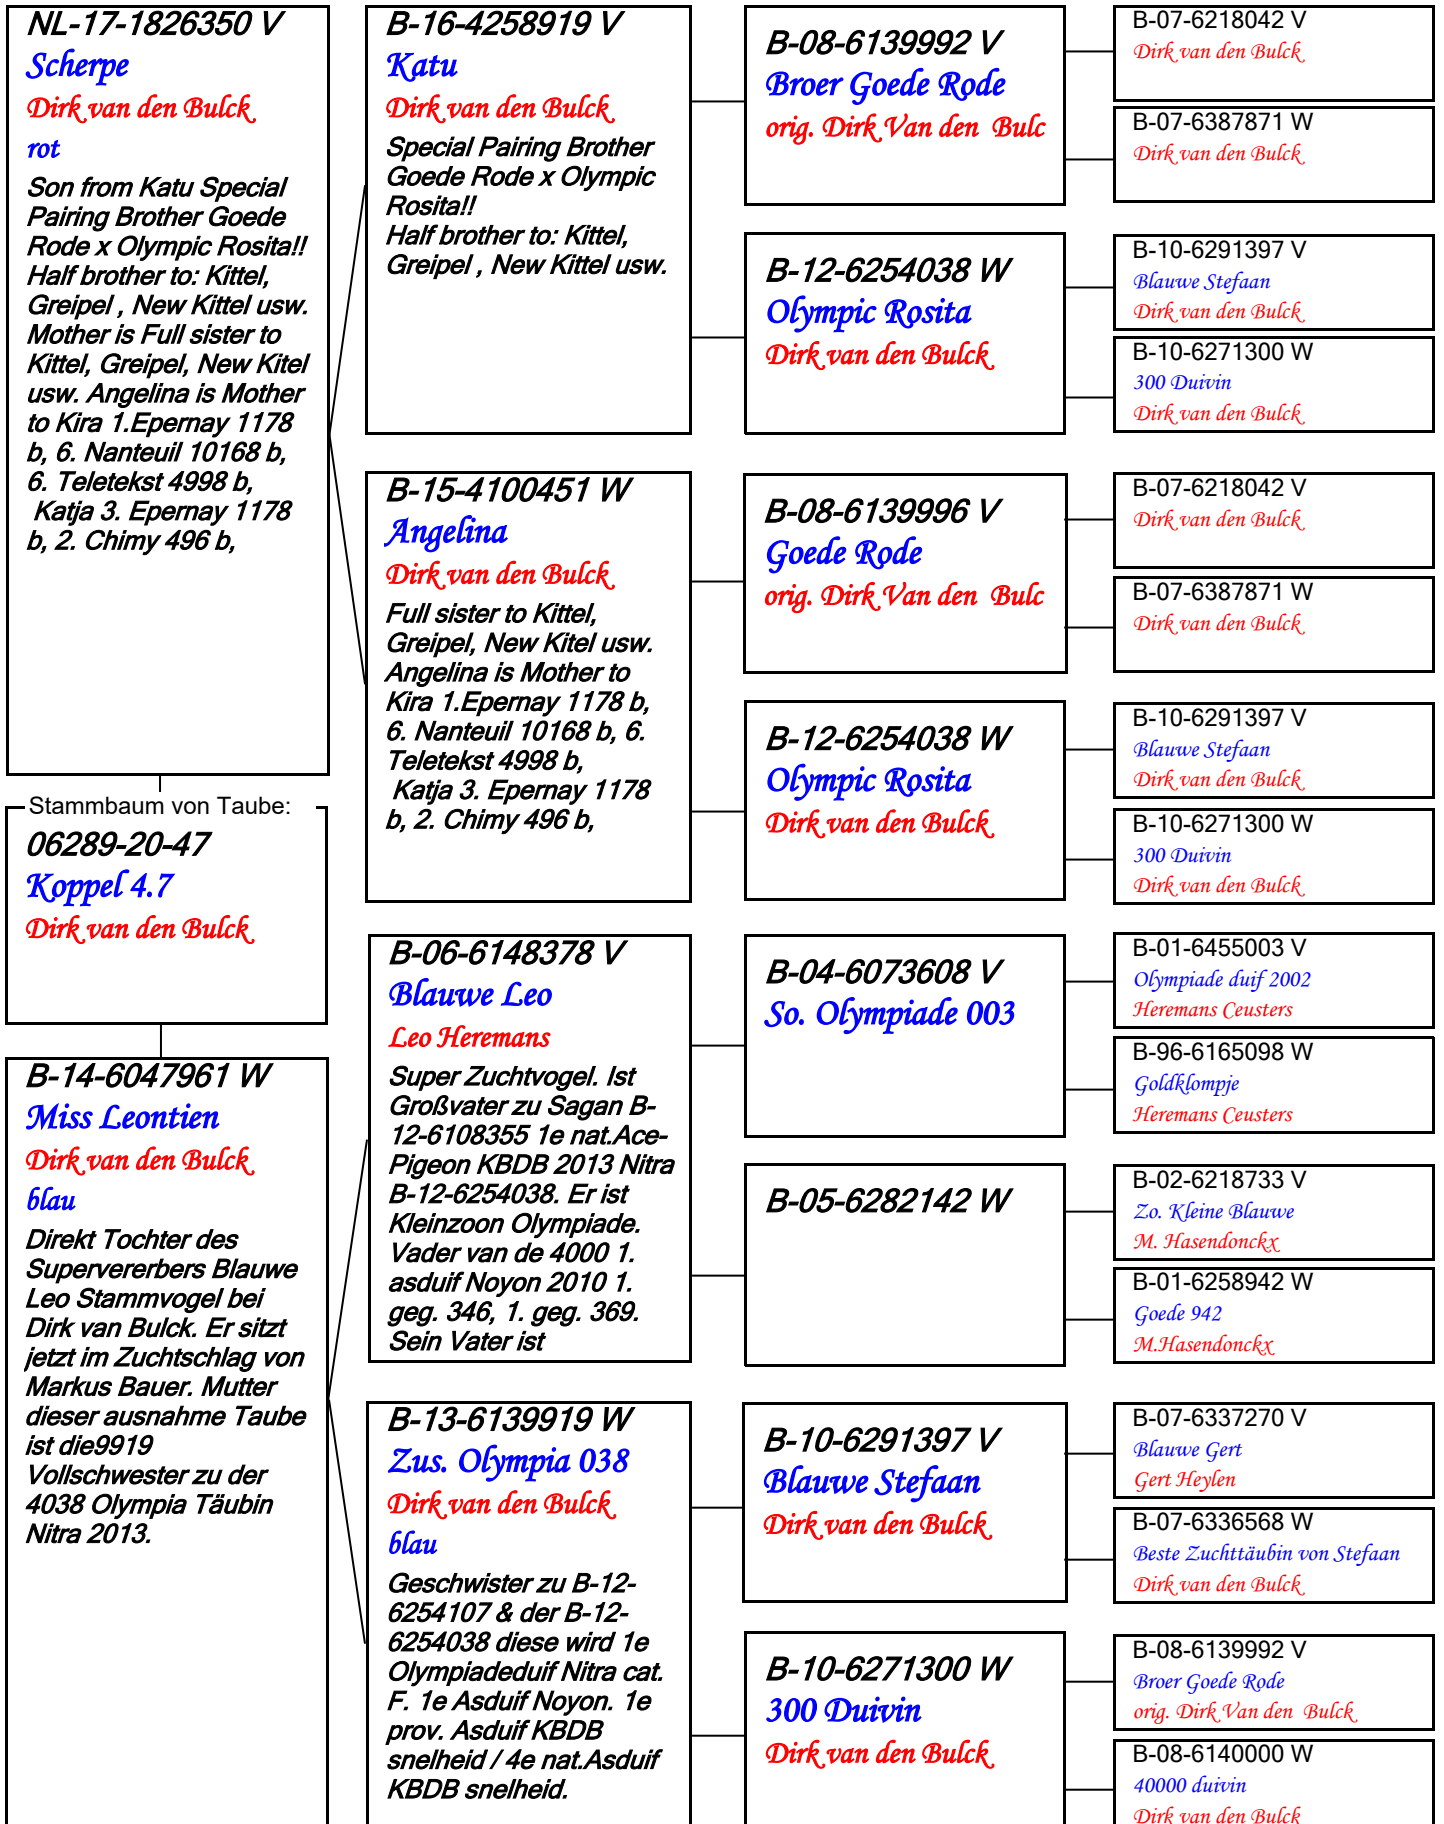 NL-17-1826350 V
Scherpe
Dirk van den Bulck
rot
Son from Katu Special
Pairing Brother Goede
Rode x Olympic Rosita!!
Half brother to: Kittel,
Greipel , New Kittel usw.
Mother is Full sister to
Kittel, Greipel, New Kitel
usw. Angelina is Mother
to Kira 1.Epernay 1178
b, 6. Nanteuil 10168 b,
6. Teletekst 4998 b,
Katja 3. Epernay 1178
b, 2. Chimy 496 b,
Stammbaum von Taube:
06289-20-47
Koppel 4.7
Dirk van den Bulck
B-14-6047961 W
Miss Leontien
Dirk van den Bulck
blau
Direkt Tochter des
Supervererbers Blauwe
Leo Stammvogel bei
Dirk van Bulck. Er sitzt
jetzt im Zuchtschlag von
Markus Bauer. Mutter
dieser ausnahme Taube
ist die9919
Vollschwester zu der
4038 Olympia Täubin
Nitra 2013.
B-16-4258919 V
Katu
Dirk van den Bulck
Special Pairing Brother
Goede Rode x Olympic
Rosita!!
Half brother to: Kittel,
Greipel , New Kittel usw.
B-15-4100451 W
Angelina
Dirk van den Bulck
Full sister to Kittel,
Greipel, New Kitel usw.
Angelina is Mother to
Kira 1.Epernay 1178 b,
6. Nanteuil 10168 b, 6.
Teletekst 4998 b,
Katja 3. Epernay 1178
b, 2. Chimy 496 b,
B-06-6148378 V
Blauwe Leo
Leo Heremans
Super Zuchtvogel. Ist
Großvater zu Sagan B-
12-6108355 1e nat.Ace-
Pigeon KBDB 2013 Nitra
B-12-6254038. Er ist
Kleinzoon Olympiade.
Vader van de 4000 1.
asduif Noyon 2010 1.
geg. 346, 1. geg. 369.
Sein Vater ist
B-13-6139919 W
Zus. Olympia 038
Dirk van den Bulck
blau
Geschwister zu B-12-
6254107 & der B-12-
6254038 diese wird 1e
Olympiadeduif Nitra cat.
F. 1e Asduif Noyon. 1e
prov. Asduif KBDB
snelheid / 4e nat.Asduif
KBDB snelheid.
B-08-6139992 V
Broer Goede Rode
orig. Dirk Van den Bulc
B-12-6254038 W
Olympic Rosita
Dirk van den Bulck
B-08-6139996 V
Goede Rode
orig. Dirk Van den Bulc
B-12-6254038 W
Olympic Rosita
Dirk van den Bulck
B-04-6073608 V
So. Olympiade 003
B-05-6282142 W
B-10-6291397 V
Blauwe Stefaan
Dirk van den Bulck
B-10-6271300 W
300 Duivin
Dirk van den Bulck
B-07-6218042 V
Dirk van den Bulck
B-07-6387871 W
Dirk van den Bulck
B-10-6291397 V
Blauwe Stefaan
Dirk van den Bulck
B-10-6271300 W
300 Duivin
Dirk van den Bulck
B-07-6218042 V
Dirk van den Bulck
B-07-6387871 W
Dirk van den Bulck
B-10-6291397 V
Blauwe Stefaan
Dirk van den Bulck
B-10-6271300 W
300 Duivin
Dirk van den Bulck
B-01-6455003 V
Olympiade duif 2002
Heremans Ceusters
B-96-6165098 W
Goldklompje
Heremans Ceusters
B-02-6218733 V
Zo. Kleine Blauwe
M. Hasendonckx
B-01-6258942 W
Goede 942
M.Hasendonckx
B-07-6337270 V
Blauwe Gert
Gert Heylen
B-07-6336568 W
Beste Zuchttäubin von Stefaan
Dirk van den Bulck
B-08-6139992 V
Broer Goede Rode
orig. Dirk Van den Bulck
B-08-6140000 W
40000 duivin
Dirk van den Bulck